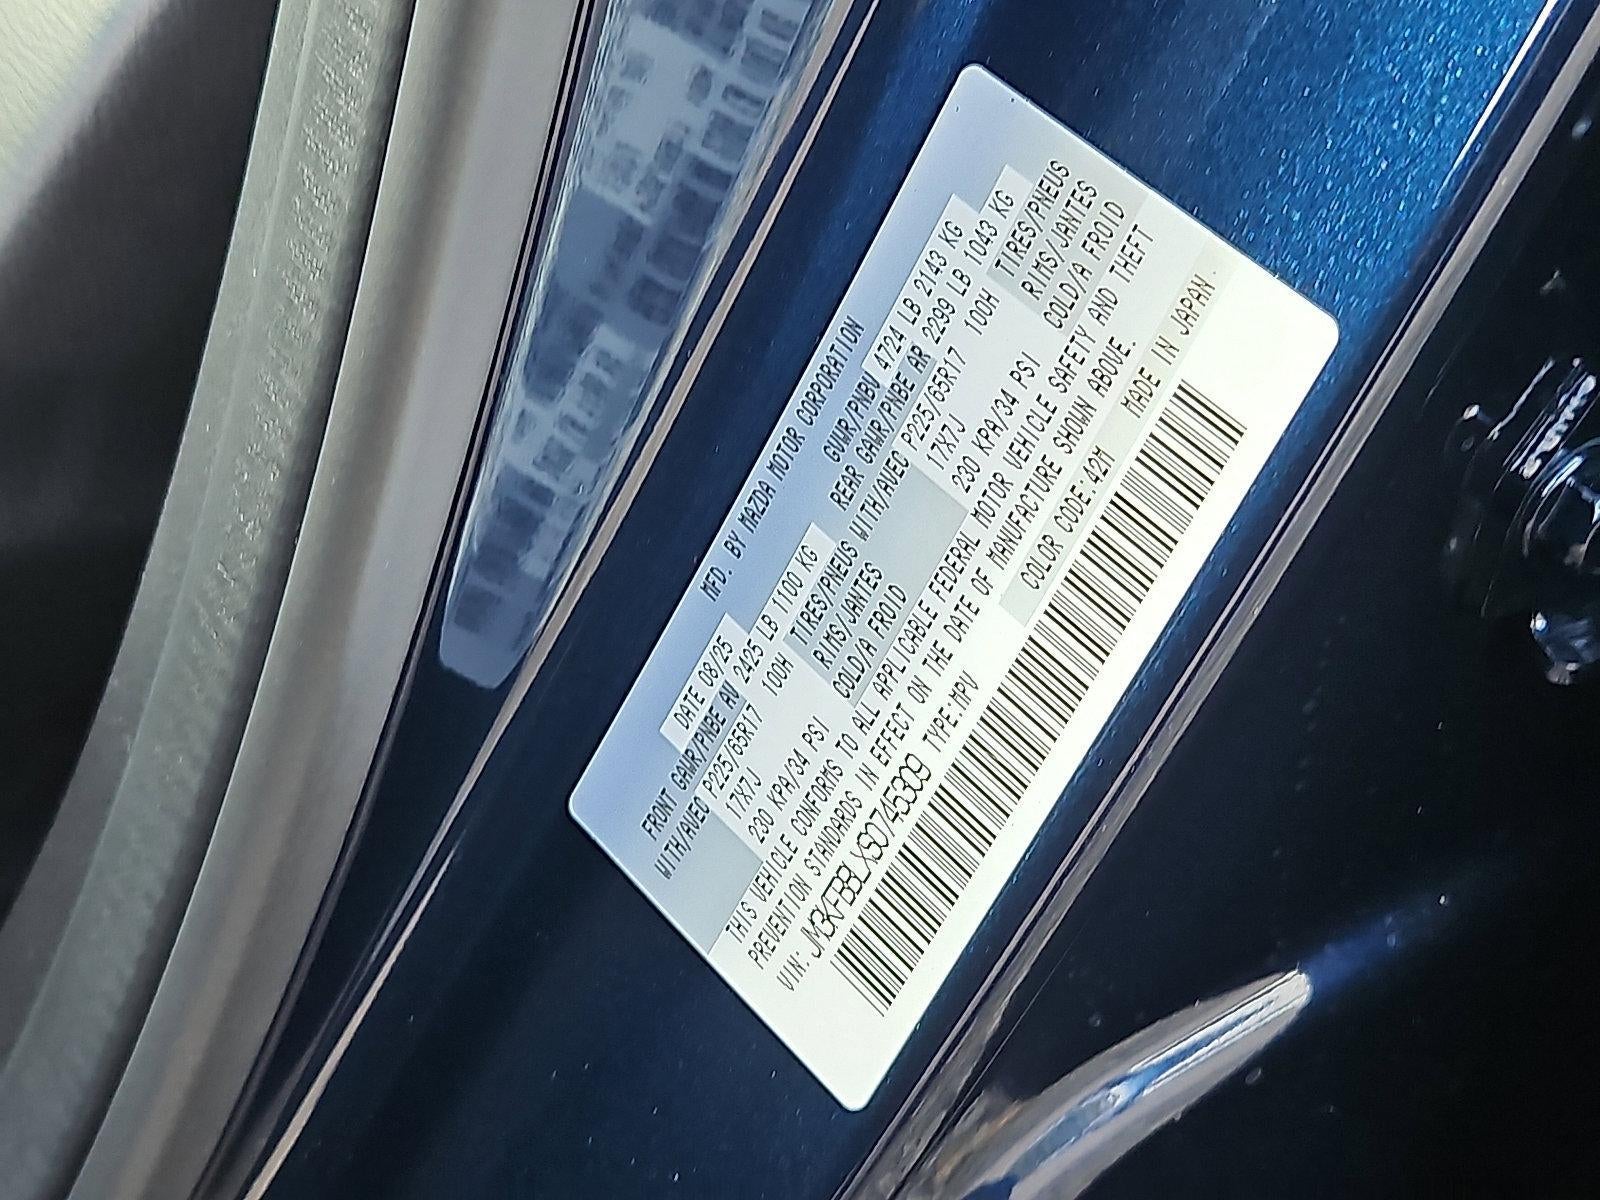 MFD. BY MAZDA MOTOR CORPORATION
DATE 08/25 GVWR/PNBV 4724 LB 2143 KG
FRONT GAWR/PNBE AV 2425 LB 1100 KG REAR GAWR/PNBE AR 2299 LB 1043 KG
WITH/AVEC P225/65R17 100H TIRES/PNEUS WITH/AVEC P225/65R17 100H TIRES/PNEUS
17X7J RIMS/JANTES 17X7J RIMS/JANTES
230 KPA/34 PSI COLD/A FROID 230 KPA/34 PSI COLD/A FROID
THIS VEHICLE CONFORMS TO ALL APPLICABLE FEDERAL MOTOR VEHICLE SAFETY AND THEFT
PREVENTION STANDARDS IN EFFECT ON THE DATE OF MANUFACTURE SHOWN ABOVE.
VIN: JM3KFBBLXS0745309 TYPE:MPV COLOR CODE:42M MADE IN JAPAN